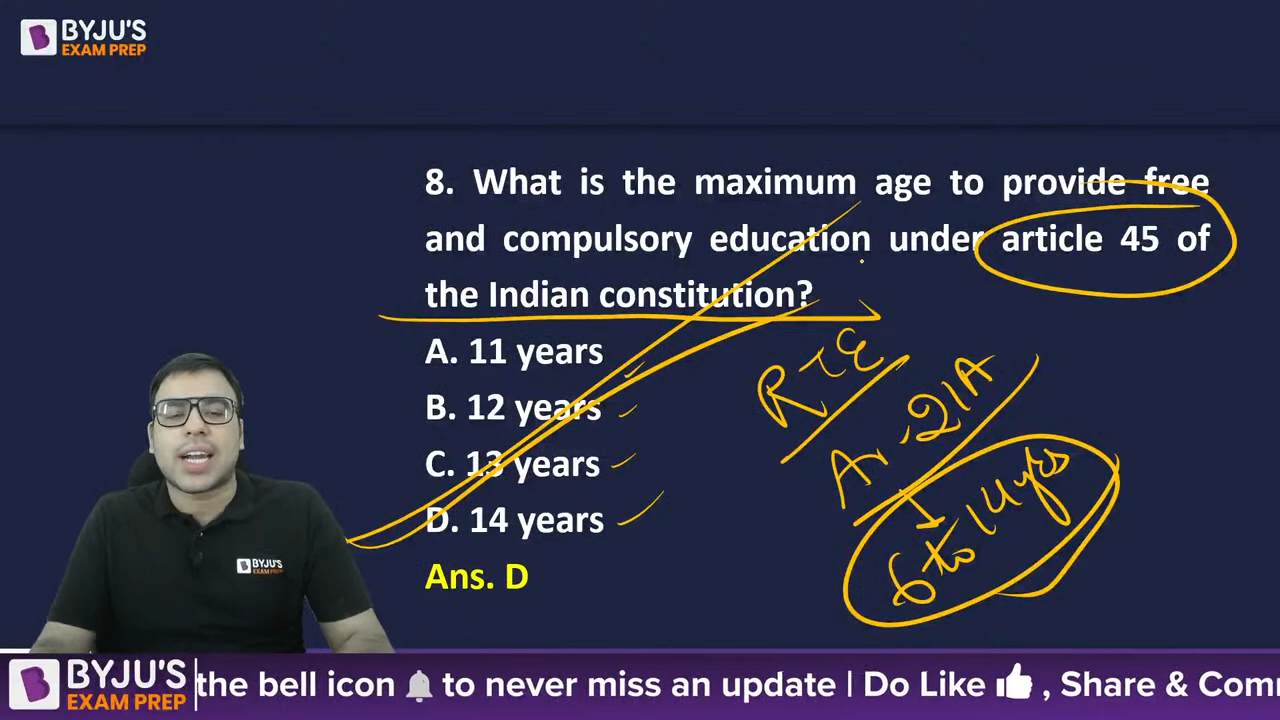 BYJU'S
EXAM PREP
8. What is the maximum age to provide free
and compulsory education under article 45 of
the Indian constitution?
A. 11 years
B. 12 years
C. 13 years
D. 14 years
Ans. D
RTE
Ar-21A
6 to 14 yrs
BYJU'S
EXAM PREP
BYJU'S
EXAM PREP
the bell icon 🔔 to never miss an update | Do Like 👍 , Share & Com